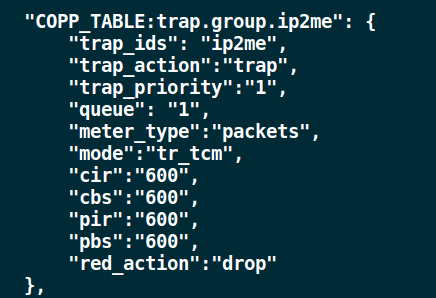 "COPP_TABLE:trap.group.ip2me": {
"trap_ids": "ip2me",
"trap_action":"trap",
"trap_priority":"1",
"queue": "1",
"meter_type":"packets",
"mode":"tr_tcm",
"cir":"600",
"cbs":"600",
"pir":"600",
"pbs":"600",
"red_action":"drop"
},